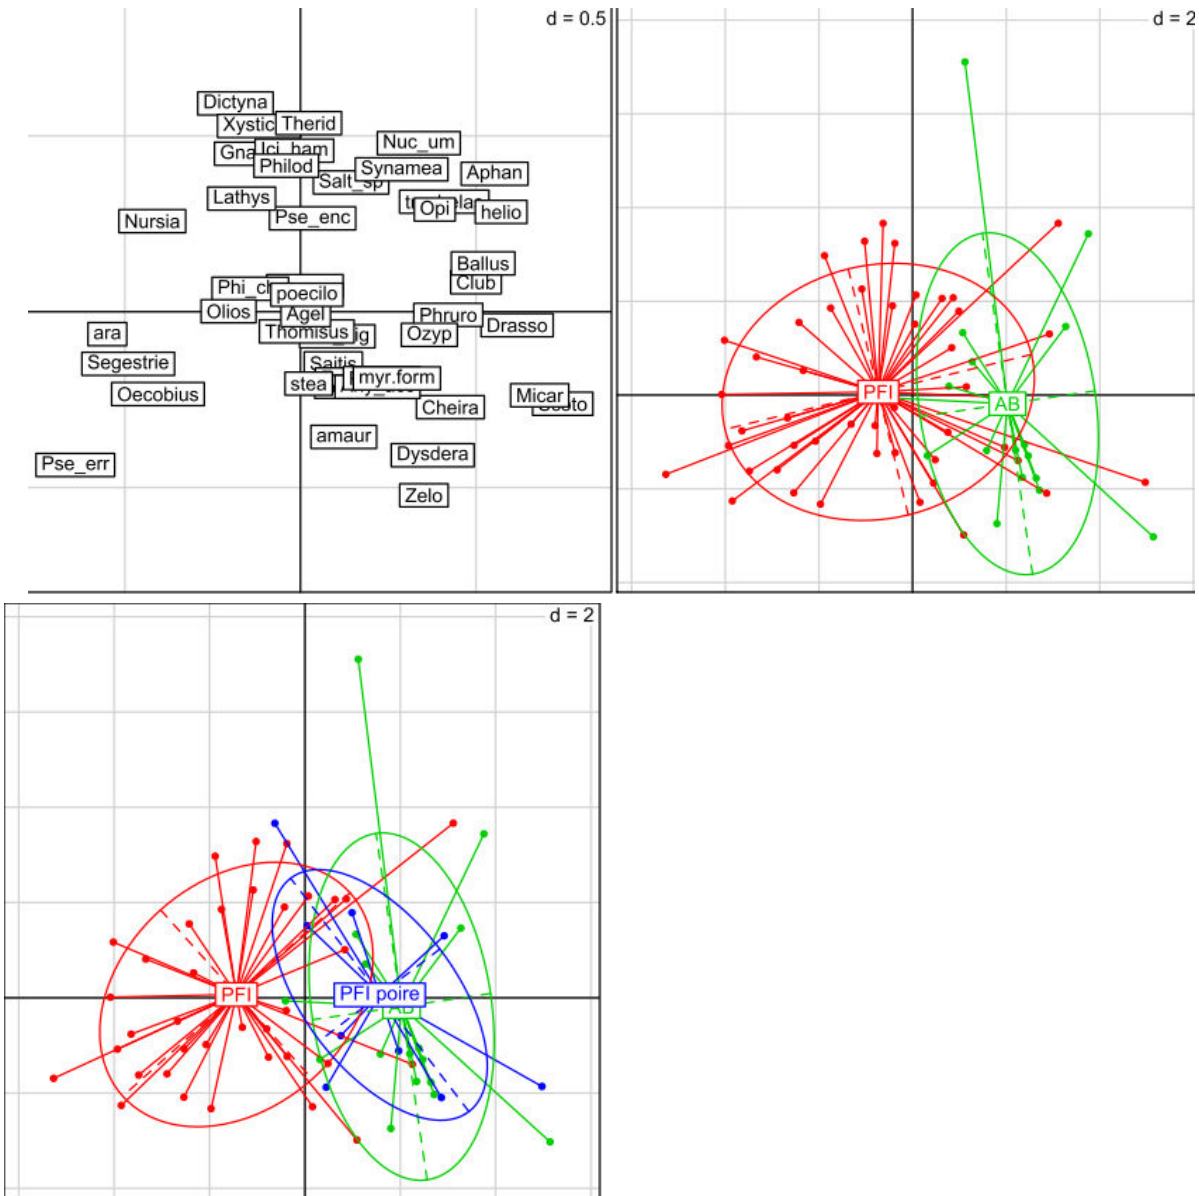 d = 0.5
d = 2
Dictyna
Xystic
Therid
Nuc_um
Gna
Ici_ham
Philod
Synamea
Aphan
Salt_sp
Lathys
Opi
helio
Nursia
Pse_enc
Ballus
Club
Phi_ch
poecilo
Olios
Agel
Phruro
Drasso
ara
Thomisus
Ozyp
Segestrie
Saitis
stea
myr.form
Oecobius
Micar
Cheira
amaur
Dysdera
Pse_err
Zelo
PFI
AB
d = 2
PFI
PFI poire
AB